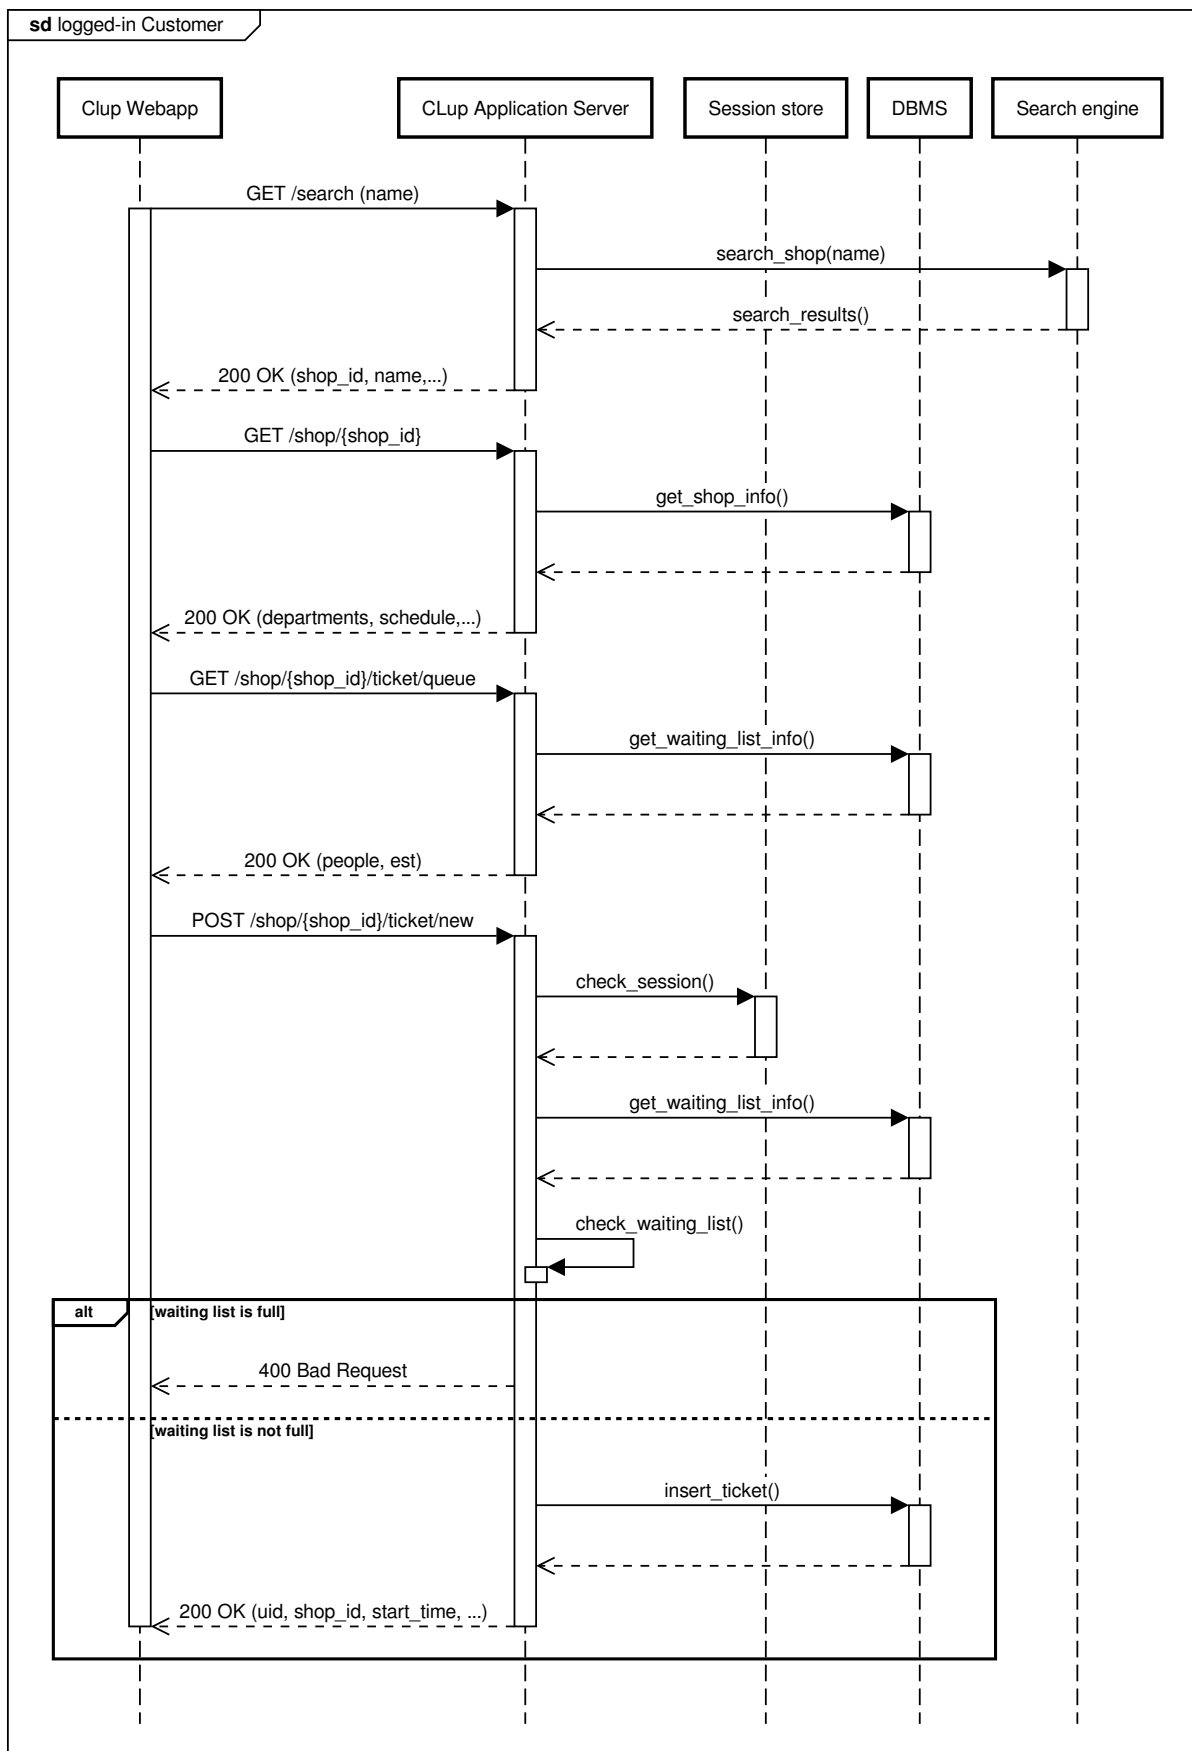 sd logged-in Customer
Clup Webapp
CLup Application Server
Session store
DBMS
Search engine
GET /search (name)
search_shop(name)
search_results()
200 OK (shop_id, name,...)
GET /shop/{shop_id}
get_shop_info()
200 OK (departments, schedule,...)
GET /shop/{shop_id}/ticket/queue
get_waiting_list_info()
200 OK (people, est)
POST /shop/{shop_id}/ticket/new
check_session()
get_waiting_list_info()
check_waiting_list()
alt
[waiting list is full]
400 Bad Request
[waiting list is not full]
insert_ticket()
200 OK (uid, shop_id, start_time, ...)